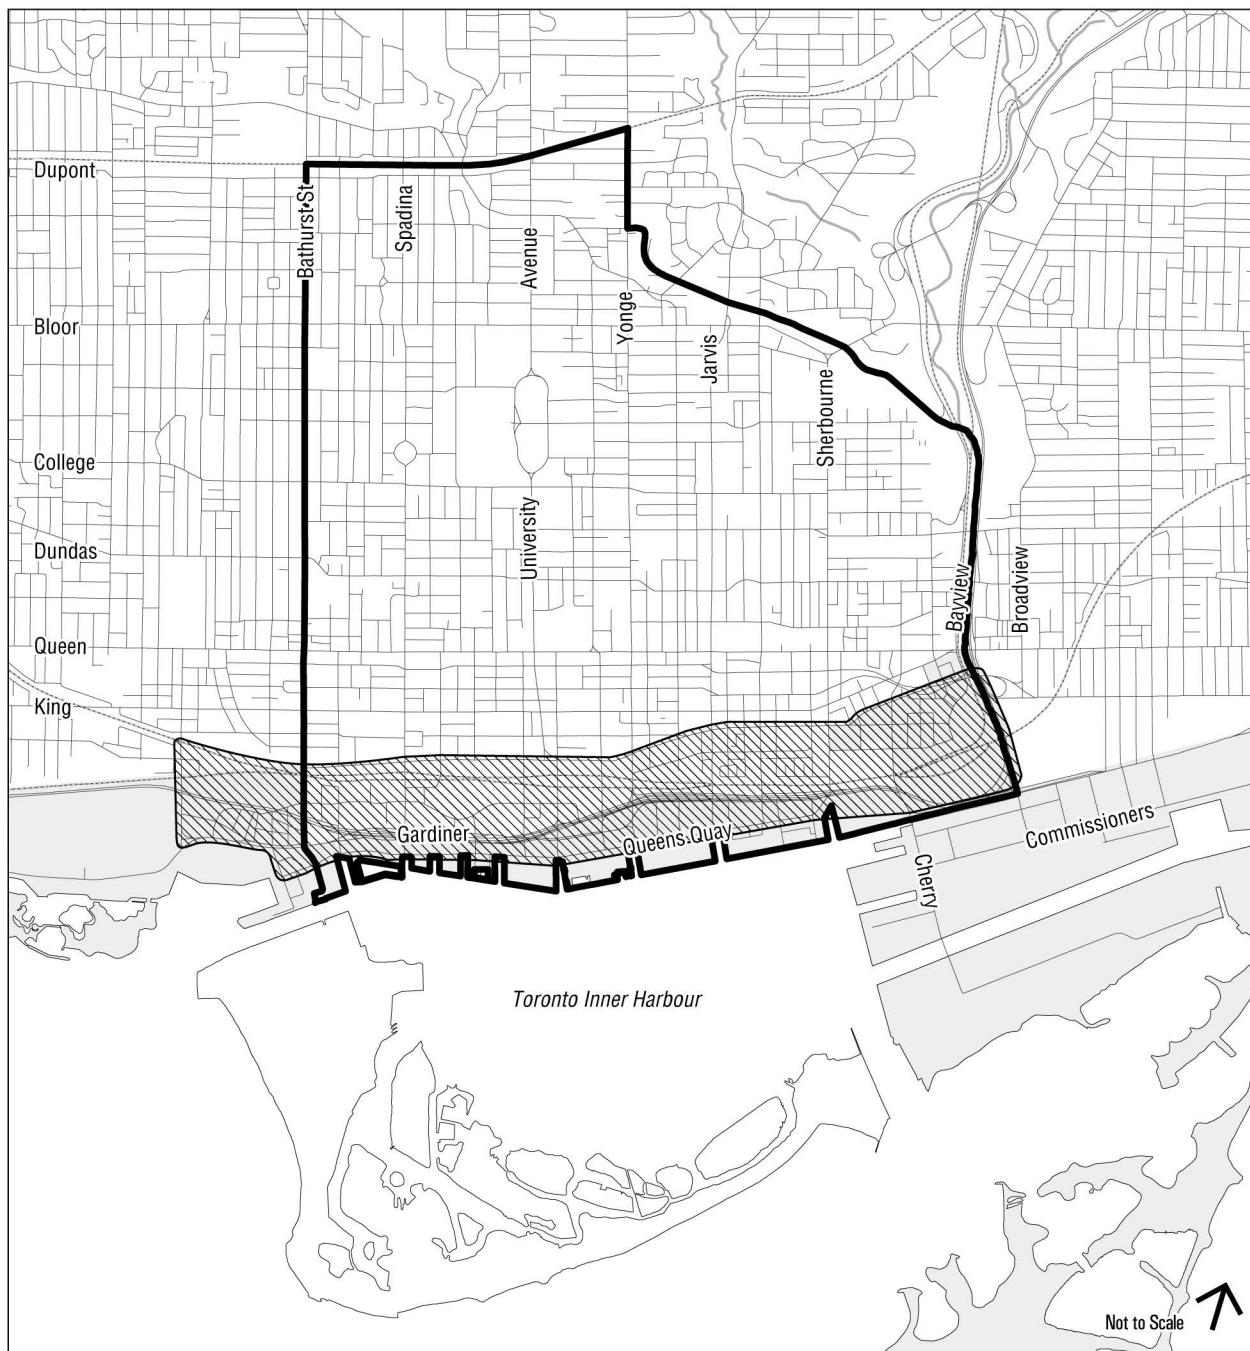 Dupont
Bathurst St
Spadina
Avenue
Yonge
Bloor
Jarvis
Sherbourne
College
University
Dundas
Bayview
Broadview
Queen
King
Gardiner
Queens Quay
Commissioners
Cherry
Toronto Inner Harbour
Not to Scale